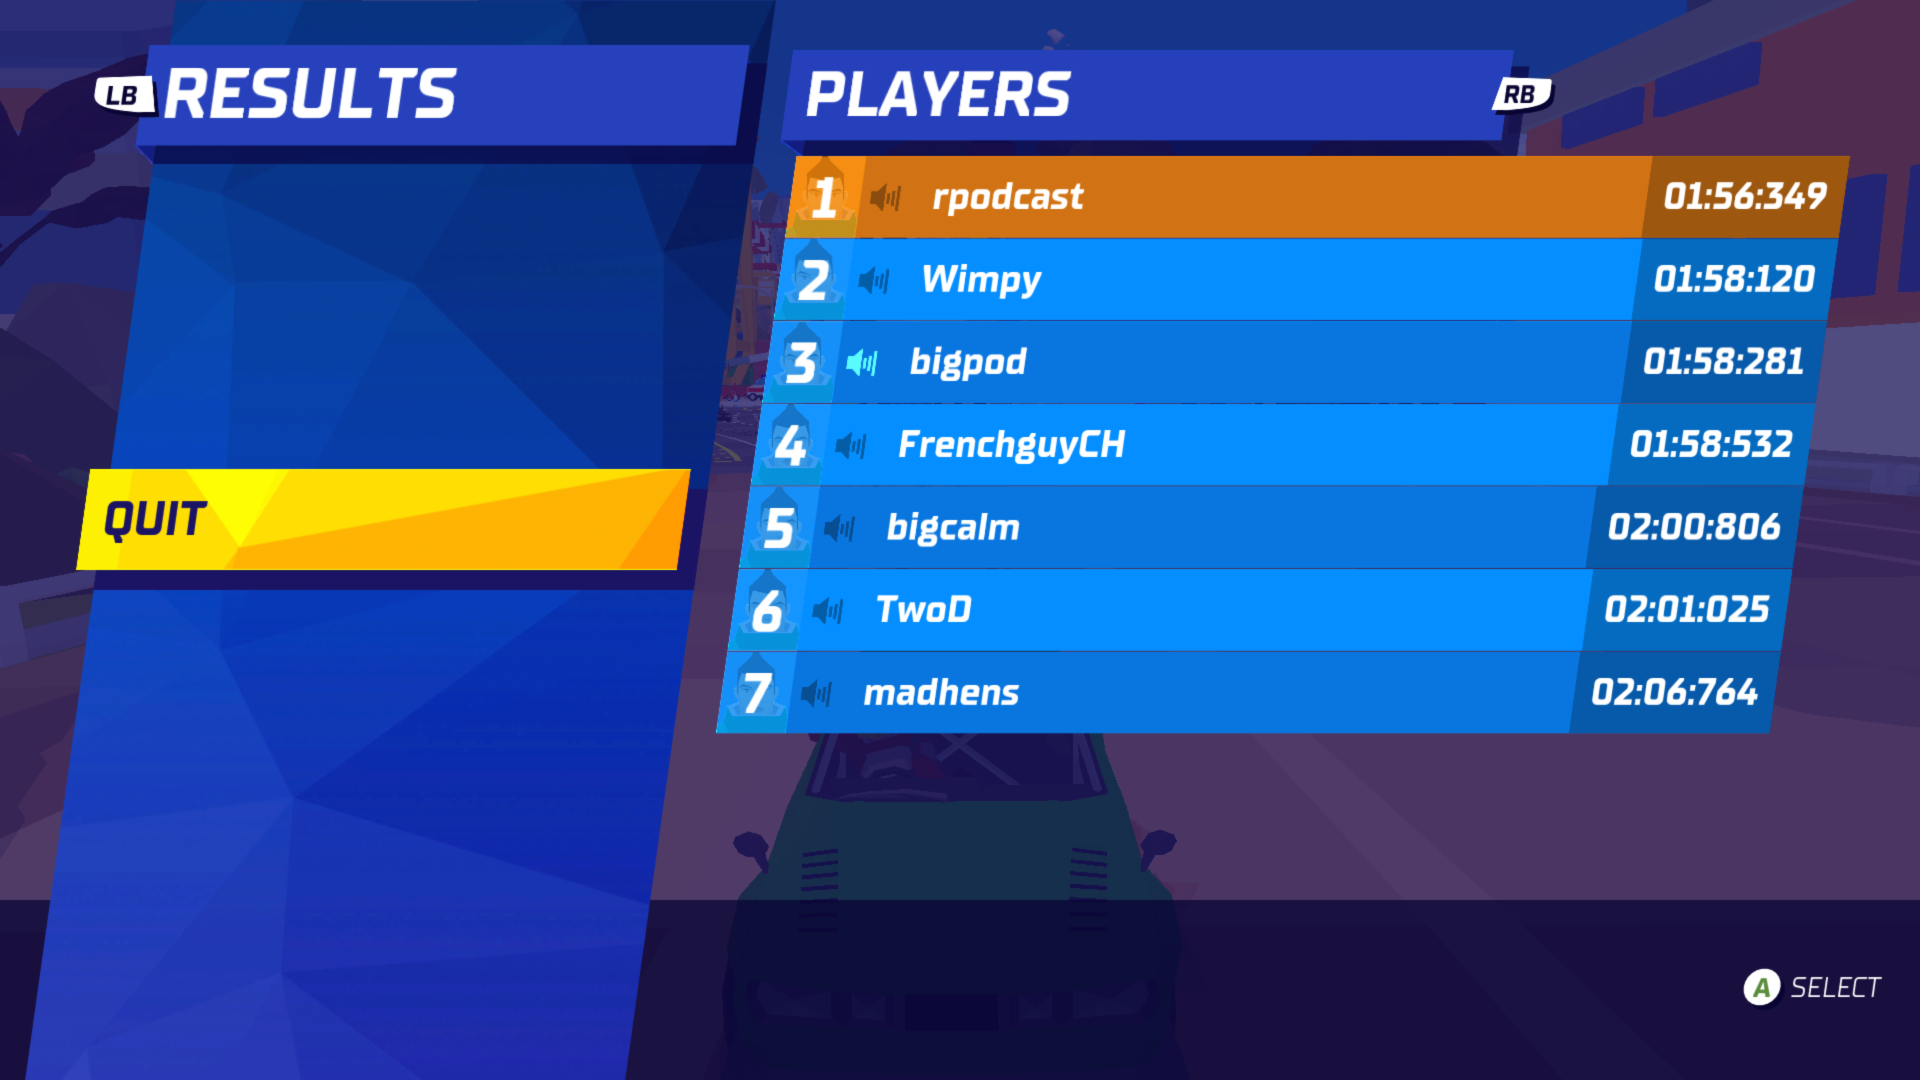 LB RESULTS
QUIT
PLAYERS RB
1 rpodcast 01:56:349
2 Wimpy 01:58:120
3 bigpod 01:58:281
4 FrenchguyCH 01:58:532
5 bigcalm 02:00:806
6 TwoD 02:01:025
7 madhens 02:06:764
A SELECT